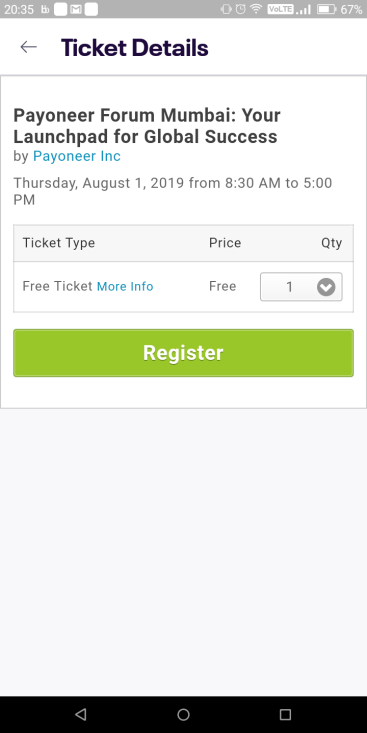 20:35 67%
VoLTE
Ticket Details
Payoneer Forum Mumbai: Your
Launchpad for Global Success
by Payoneer Inc
Thursday, August 1, 2019 from 8:30 AM to 5:00
PM
Ticket Type Price Qty
Free Ticket More Info Free 1
Register